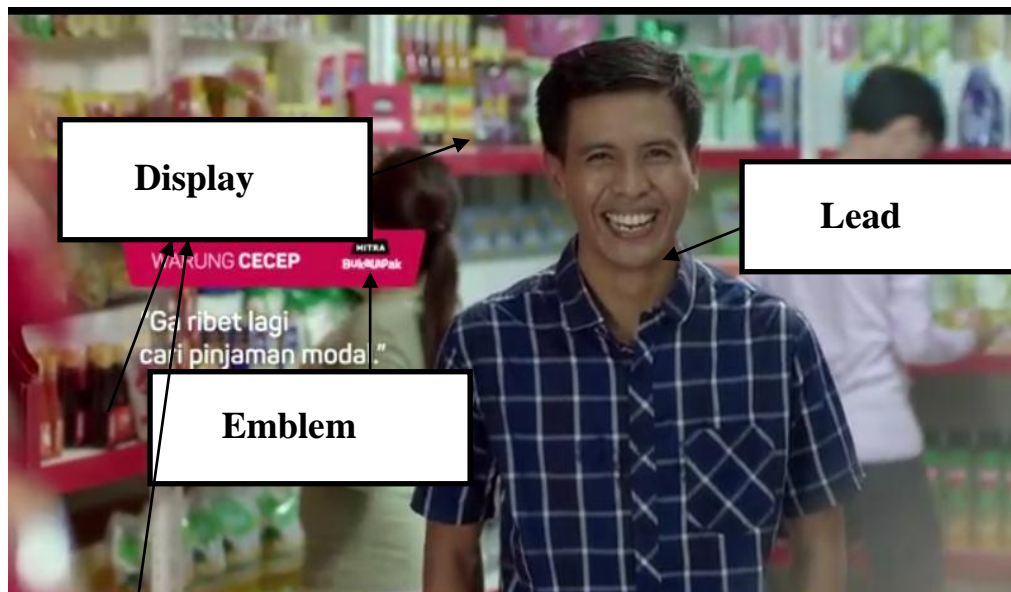 Display
Lead
WARUNG CECEP
MITRA
BukaLapak
"Ga ribet lagi
cari pinjaman modal."
Emblem